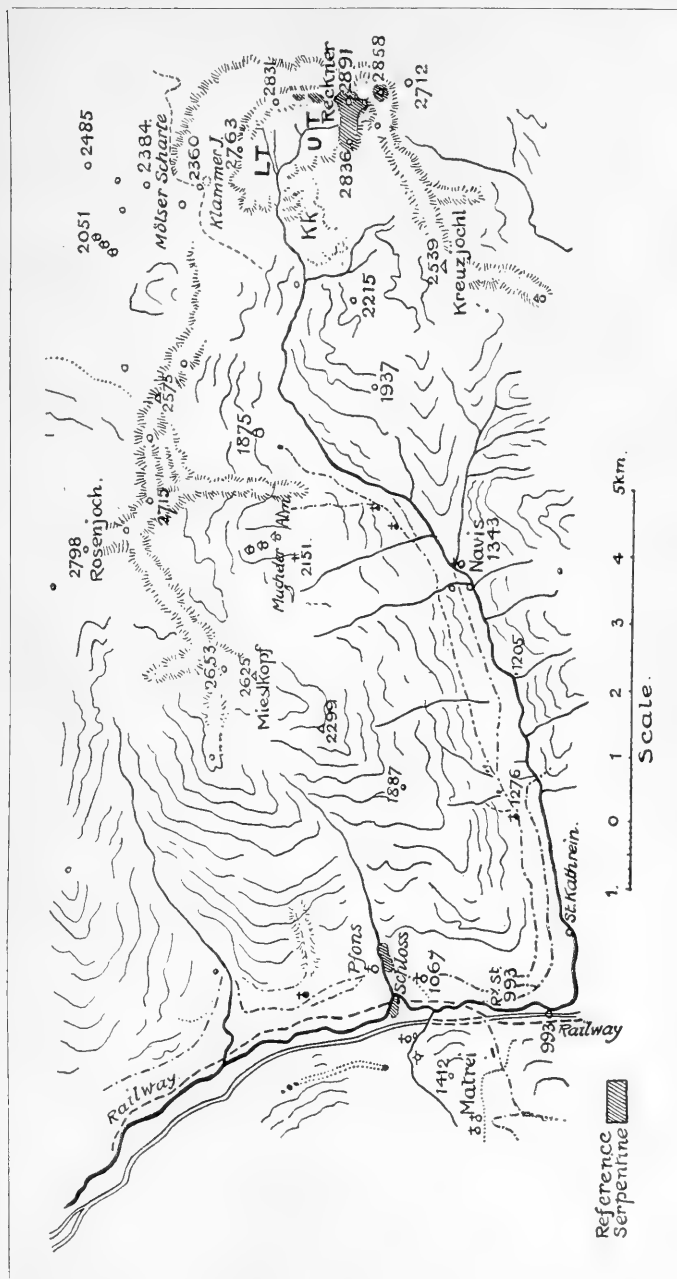 2485
2051
2384.
Mölser Scharte
2360
Klammer J.
2763
2831
LT
UT
Reckner
2891
2858
2712
2836
KK
2539
Kreuzjochl
2215
1937
2575
1875
2798
Rosenjoch.
2715
Alm.
2151.
Navis
1343
1205
2653
2625
Mieslkopf
2299
1887
1276
St. Kathrein.
Pfons
Schloss
1067
Ry. St
993
993
Railway
Railway
1412
Matrei
1. 0 1 2 3 4 5km.
Scale.
Reference
Serpentine